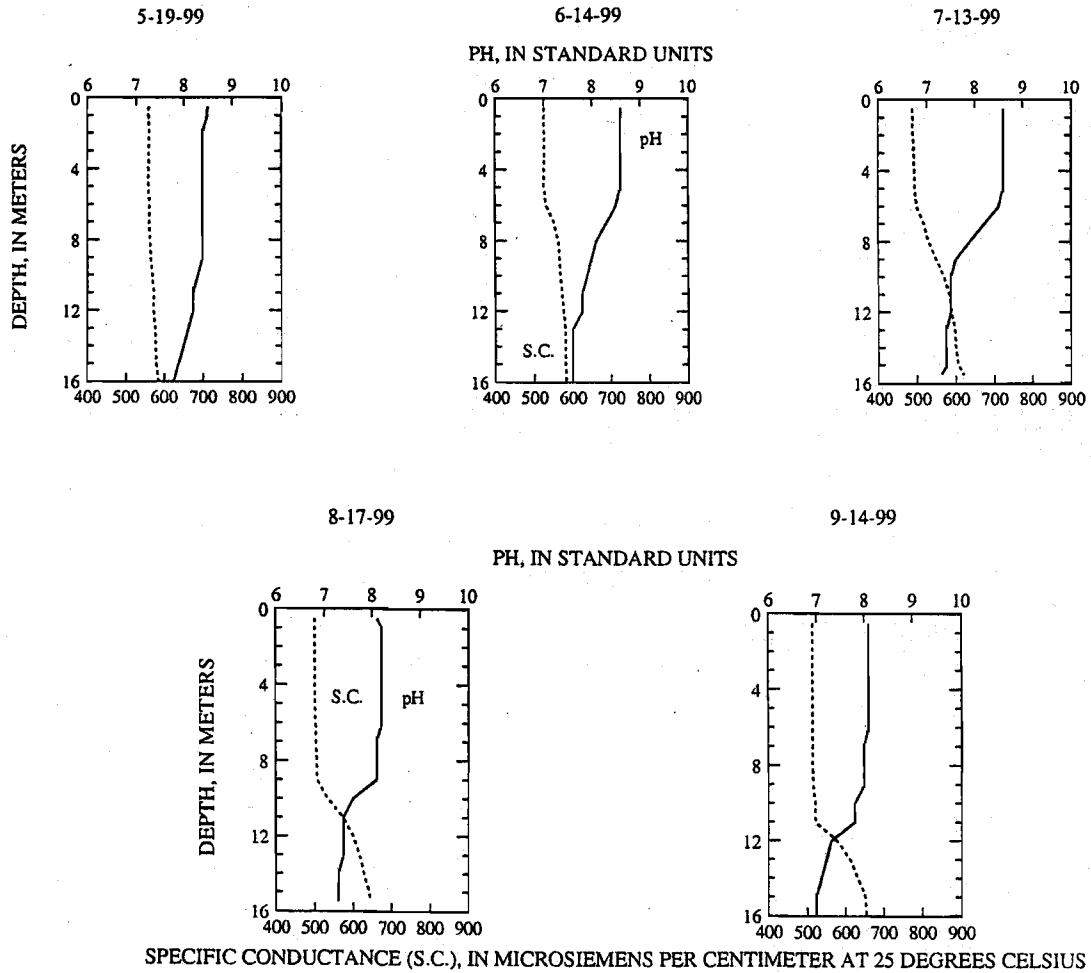 5-19-99 6-14-99 7-13-99
PH, IN STANDARD UNITS
6 7 8 9 10 6 7 8 9 10 6 7 8 9 10
0 0 0
pH
4 4 4
DEPTH, IN METERS
8 8 8
12 12 12
S.C.
16 16 16
400 500 600 700 800 900 400 500 600 700 800 900 400 500 600 700 800 900
8-17-99 9-14-99
PH, IN STANDARD UNITS
6 7 8 9 10 6 7 8 9 10
0 0
4 4
S.C. pH
DEPTH, IN METERS
8 8
12 12
16 16
400 500 600 700 800 900 400 500 600 700 800 900
SPECIFIC CONDUCTANCE (S.C.), IN MICROSIEMENS PER CENTIMETER AT 25 DEGREES CELSIUS